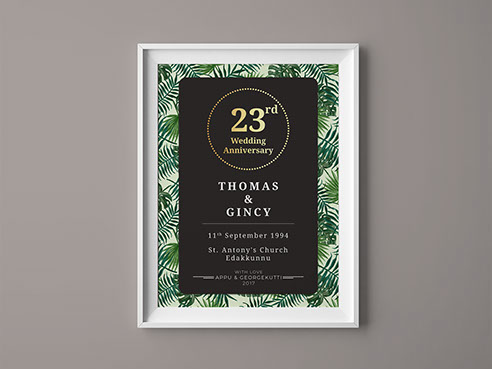 23rd
Wedding
Anniversary
THOMAS
&
GINCY
11th September 1994
St. Antony's Church
Edakkunnu
WITH LOVE
APPU & GEORGEKUTTI
2017